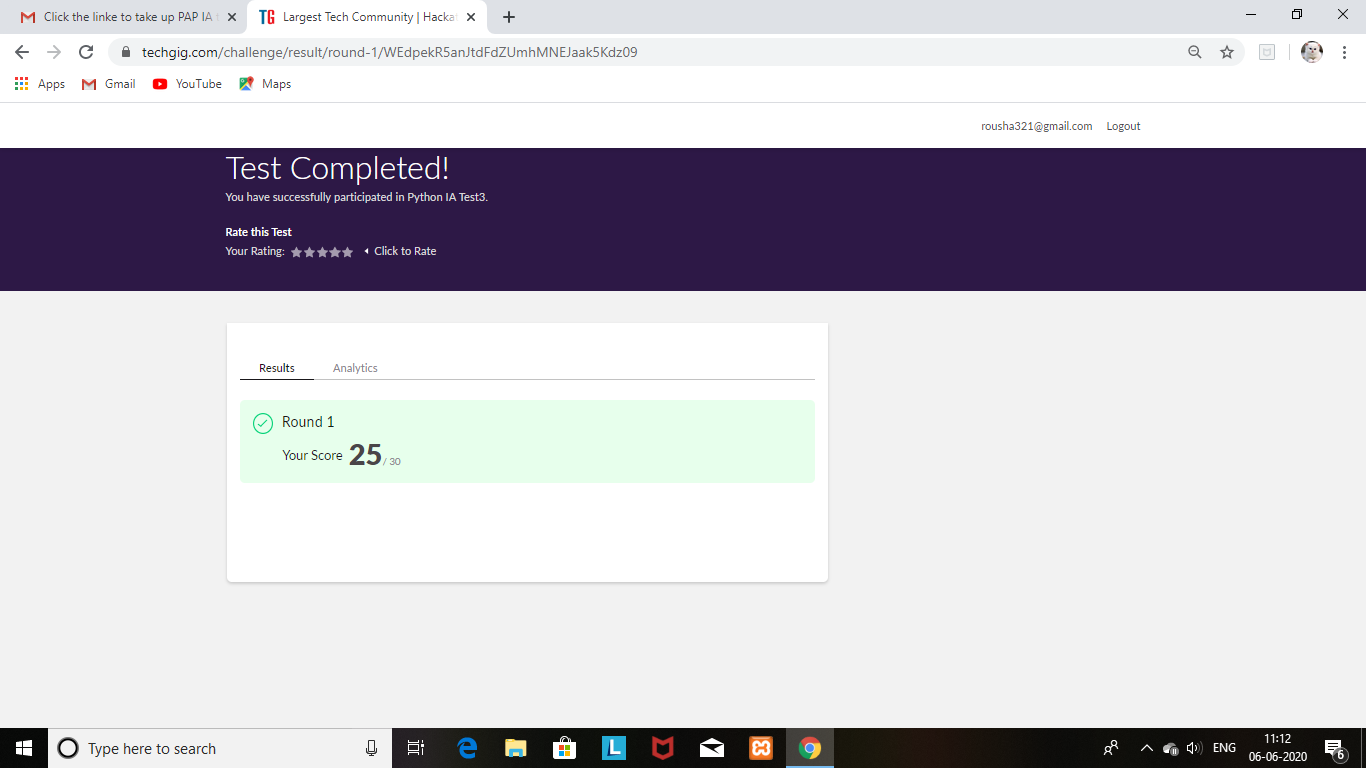 Click the linke to take up PAP IA
TG Largest Tech Community | Hacka
techgig.com/challenge/result/round-1/WEdpekR5anJtdFdZUmhMNEJaak5Kdz09
Apps Gmail YouTube Maps
rousha321@gmail.com Logout
Test Completed!
You have successfully participated in Python IA Test3.
Rate this Test
Your Rating: Click to Rate
Results Analytics
Round 1
Your Score 25 / 30
Type here to search
L
ENG
11:12
06-06-2020
6